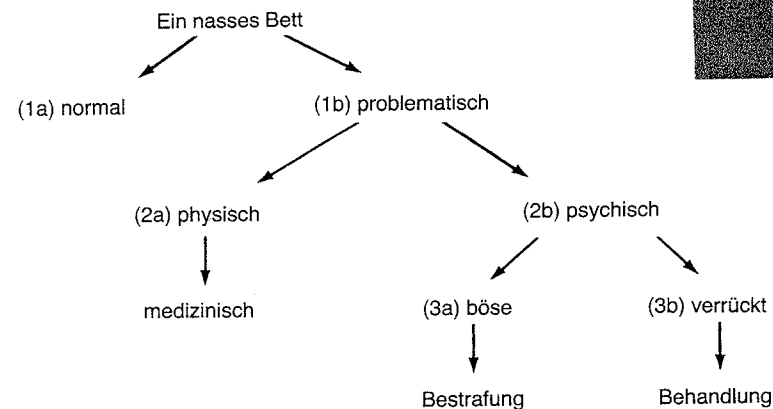 Ein nasses Bett
(1a) normal
(1b) problematisch
(2a) physisch
(2b) psychisch
medizinisch
(3a) böse
(3b) verrückt
Bestrafung
Behandlung